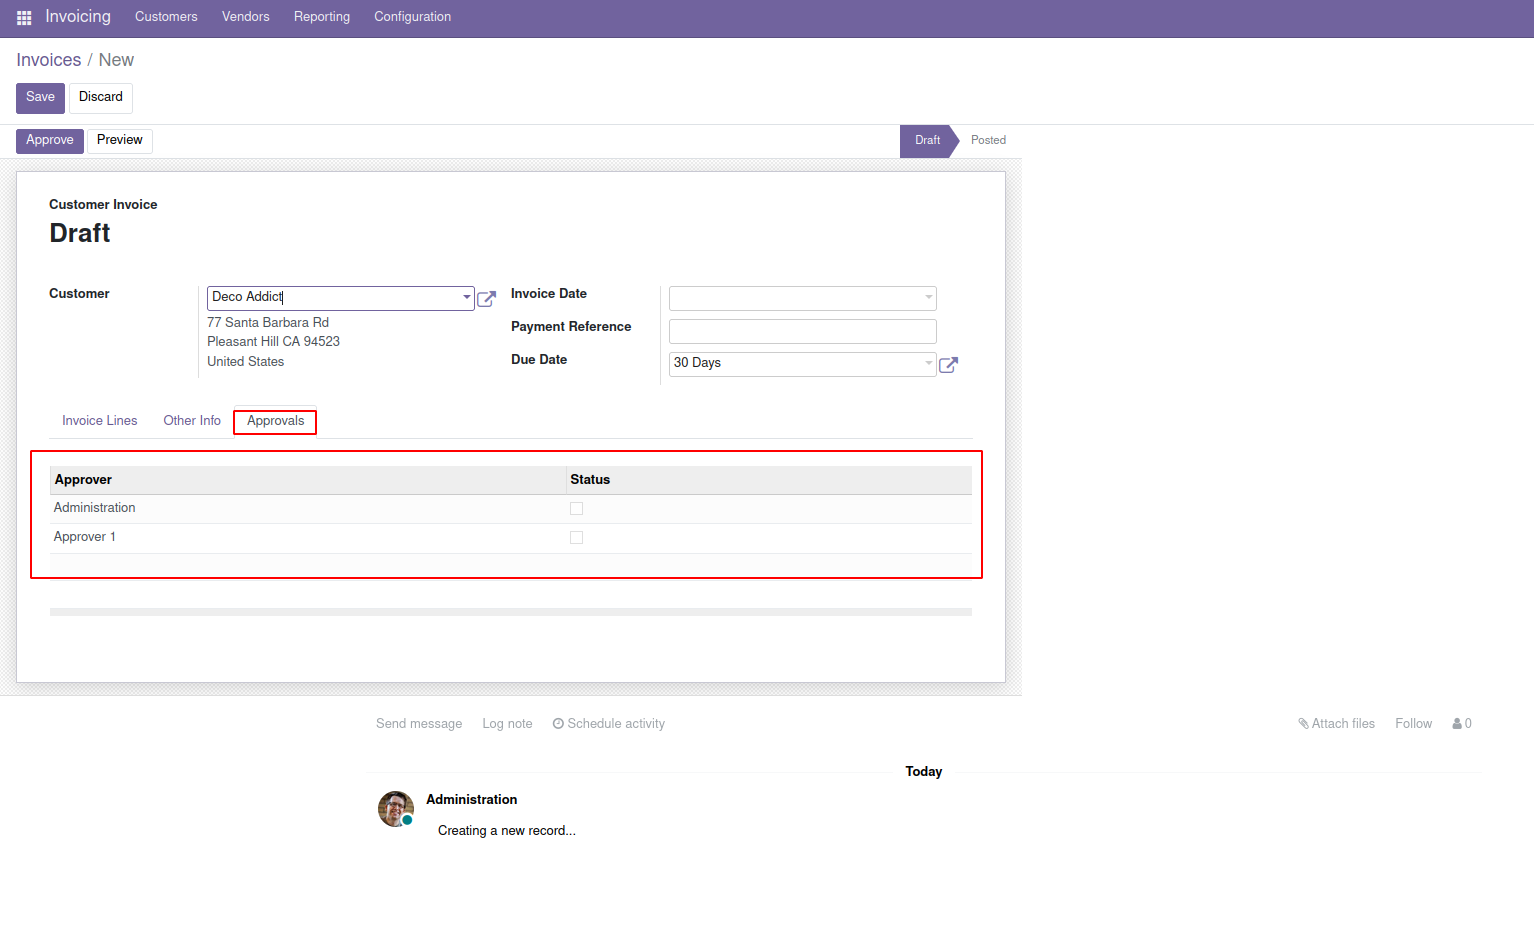 Invoicing Customers Vendors Reporting Configuration
Invoices / New
Save Discard
Approve Preview Draft Posted
Customer Invoice
Draft
Customer Deco Addict Invoice Date
77 Santa Barbara Rd Payment Reference
Pleasant Hill CA 94523
United States Due Date 30 Days
Invoice Lines Other Info Approvals
Approver Status
Administration
Approver 1
Send message Log note Schedule activity Attach files Follow 0
Today
Administration
Creating a new record...